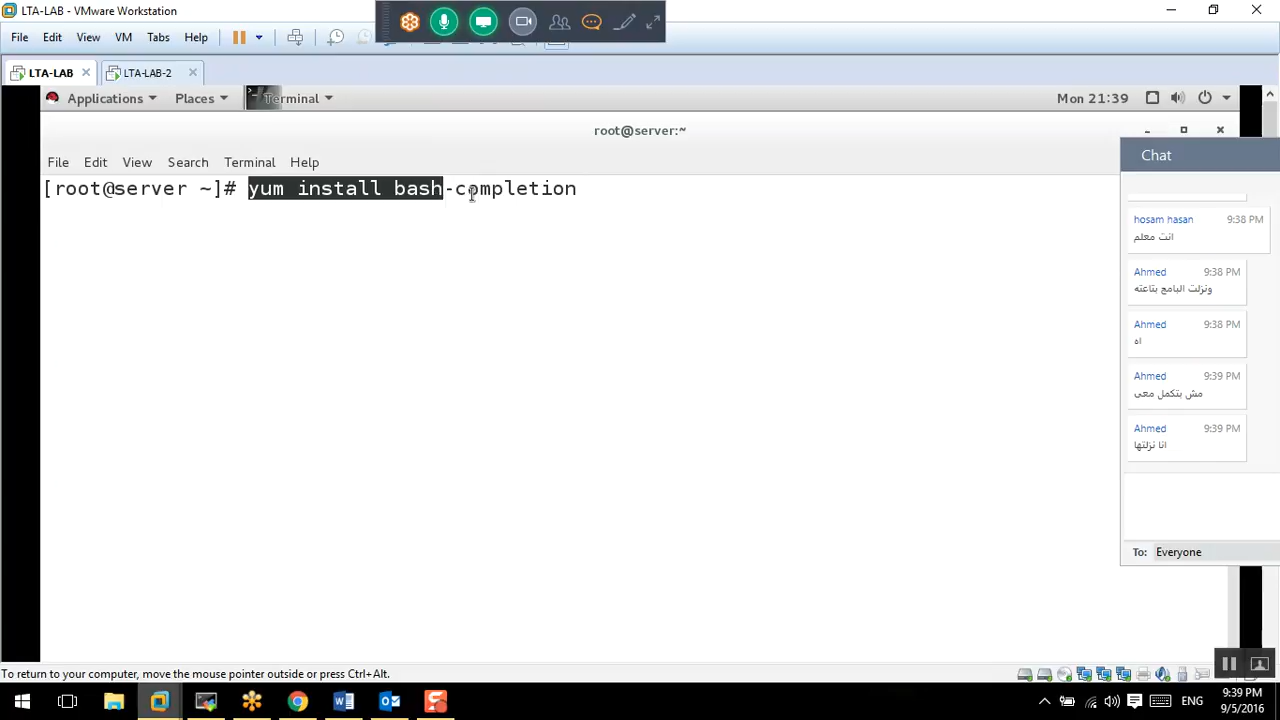 LTA-LAB - VMware Workstation
File Edit View VM Tabs Help
LTA-LAB LTA-LAB-2
Applications Places Terminal Mon 21:39
root@server:~
File Edit View Search Terminal Help
[root@server ~]# yum install bash-completion
Chat
hosam hasan 9:38 PM
انت معلم
Ahmed 9:38 PM
ونزلت البامج بتاعته
Ahmed 9:38 PM
اه
Ahmed 9:39 PM
مش بتكمل معى
Ahmed 9:39 PM
انا نزلتها
To: Everyone
To return to your computer, move the mouse pointer outside or press Ctrl+Alt.
ENG
9:39 PM
9/5/2016